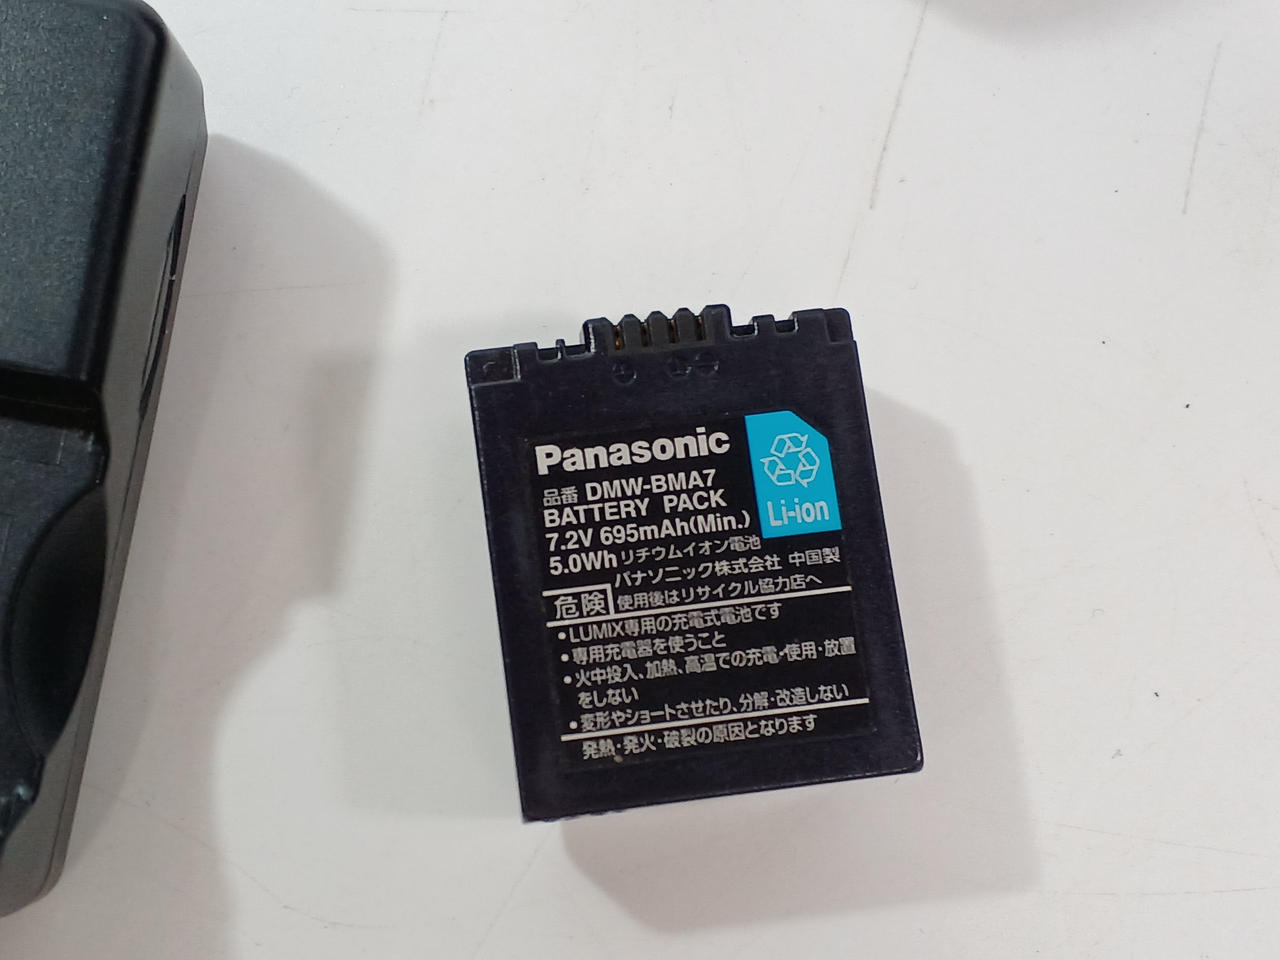 Panasonic
品番 DMW-BMA7
BATTERY PACK
7.2V 695mAh(Min.)
5.0Wh リチウムイオン電池
パナソニック株式会社 中国製
Li-ion
危険 使用後はリサイクル協力店へ
•LUMIX専用の充電式電池です
•専用充電器を使うこと
•火中投入、加熱、高温での充電・使用・放置
をしない
•変形やショートさせたり、分解・改造しない
発熱・発火・破裂の原因となります